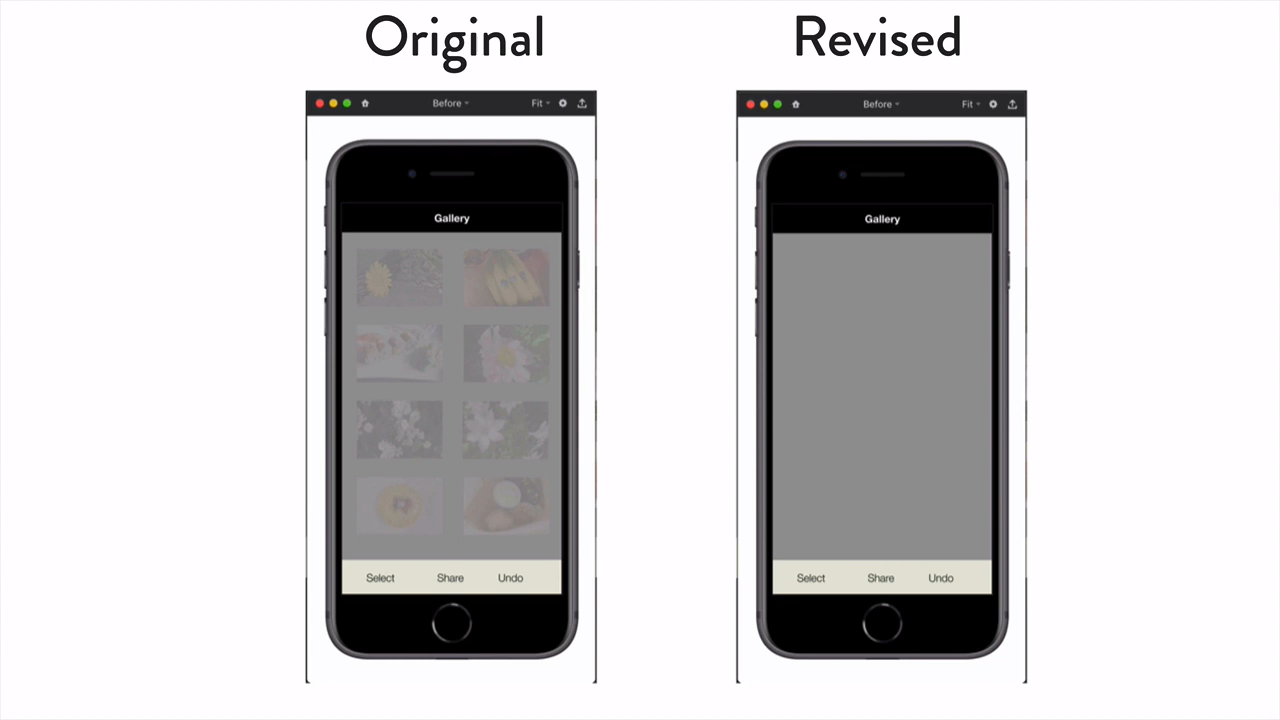 Original
Revised
Before
Fit
Gallery
Select Share Undo
Before
Fit
Gallery
Select Share Undo